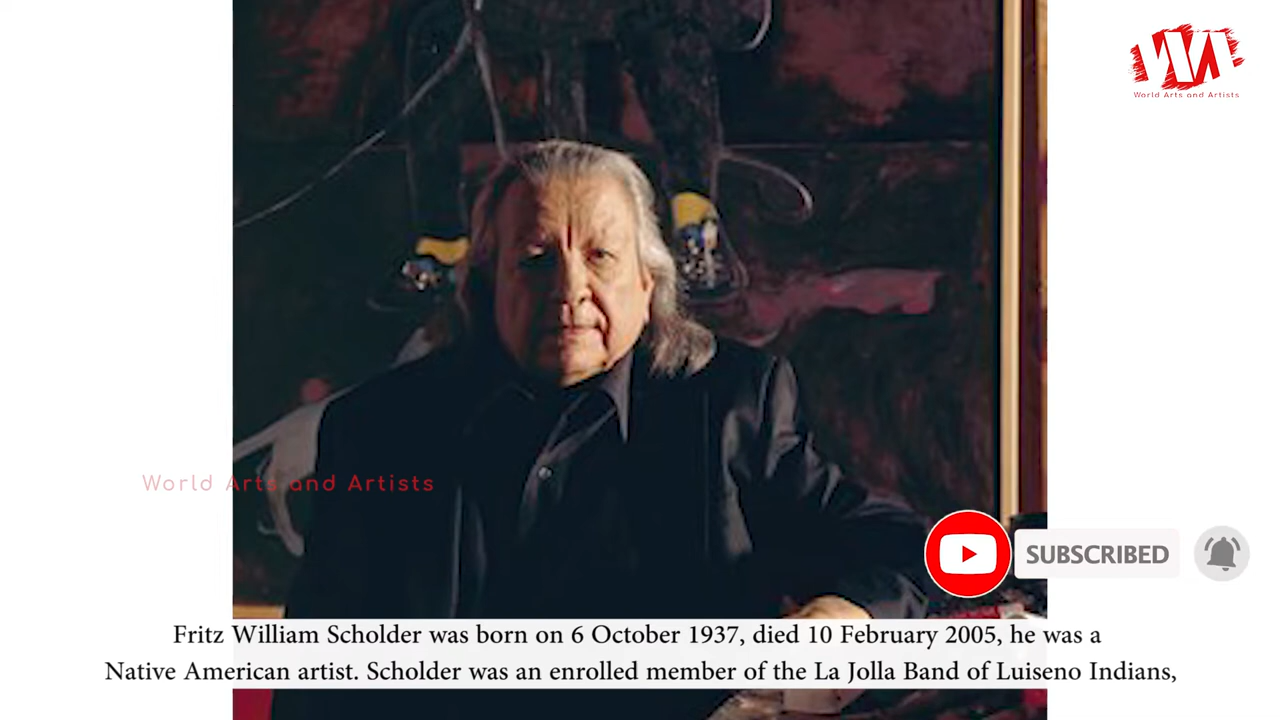 World Arts and Artists
World Arts and Artists
SUBSCRIBED
Fritz William Scholder was born on 6 October 1937, died 10 February 2005, he was a
Native American artist. Scholder was an enrolled member of the La Jolla Band of Luiseno Indians,